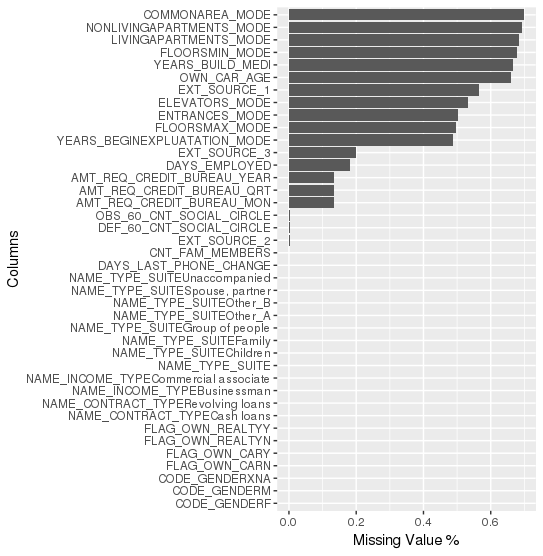 COMMONAREA_MODE
NONLIVINGAPARTMENTS_MODE
LIVINGAPARTMENTS_MODE
FLOORSMIN_MODE
YEARS_BUILD_MEDI
OWN_CAR_AGE
EXT_SOURCE_1
ELEVATORS_MODE
ENTRANCES_MODE
FLOORSMAX_MODE
YEARS_BEGINEXPLUATATION_MODE
EXT_SOURCE_3
DAYS_EMPLOYED
AMT_REQ_CREDIT_BUREAU_YEAR
AMT_REQ_CREDIT_BUREAU_QRT
AMT_REQ_CREDIT_BUREAU_MON
OBS_60_CNT_SOCIAL_CIRCLE
DEF_60_CNT_SOCIAL_CIRCLE
EXT_SOURCE_2
CNT_FAM_MEMBERS
DAYS_LAST_PHONE_CHANGE
NAME_TYPE_SUITEUnaccompanied
NAME_TYPE_SUITESpouse, partner
NAME_TYPE_SUITEOther_B
NAME_TYPE_SUITEOther_A
NAME_TYPE_SUITEGroup of people
NAME_TYPE_SUITEFamily
NAME_TYPE_SUITEChildren
NAME_TYPE_SUITE
NAME_INCOME_TYPECommercial associate
NAME_INCOME_TYPEBusinessman
NAME_CONTRACT_TYPERevolving loans
NAME_CONTRACT_TYPECash loans
FLAG_OWN_REALTYY
FLAG_OWN_REALTYN
FLAG_OWN_CARY
FLAG_OWN_CARN
CODE_GENDERXNA
CODE_GENDERM
CODE_GENDERF
Columns
0.0 0.2 0.4 0.6
Missing Value %